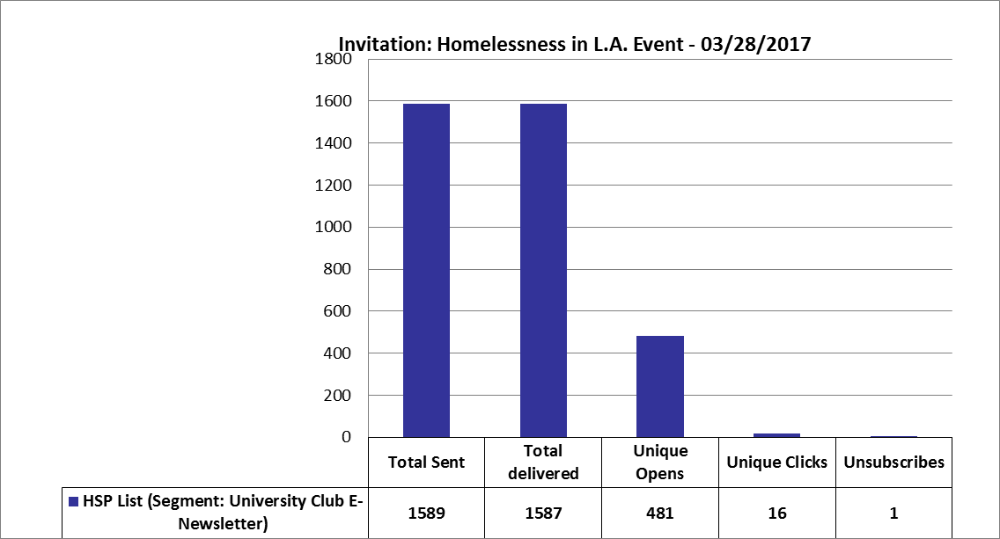 Invitation: Homelessness in L.A. Event - 03/28/2017
1800
1600
1400
1200
1000
800
600
400
200
0
Total Sent
Total
delivered
Unique
Opens
Unique Clicks
Unsubscribes
HSP List (Segment: University Club E-
Newsletter)
1589
1587
481
16
1